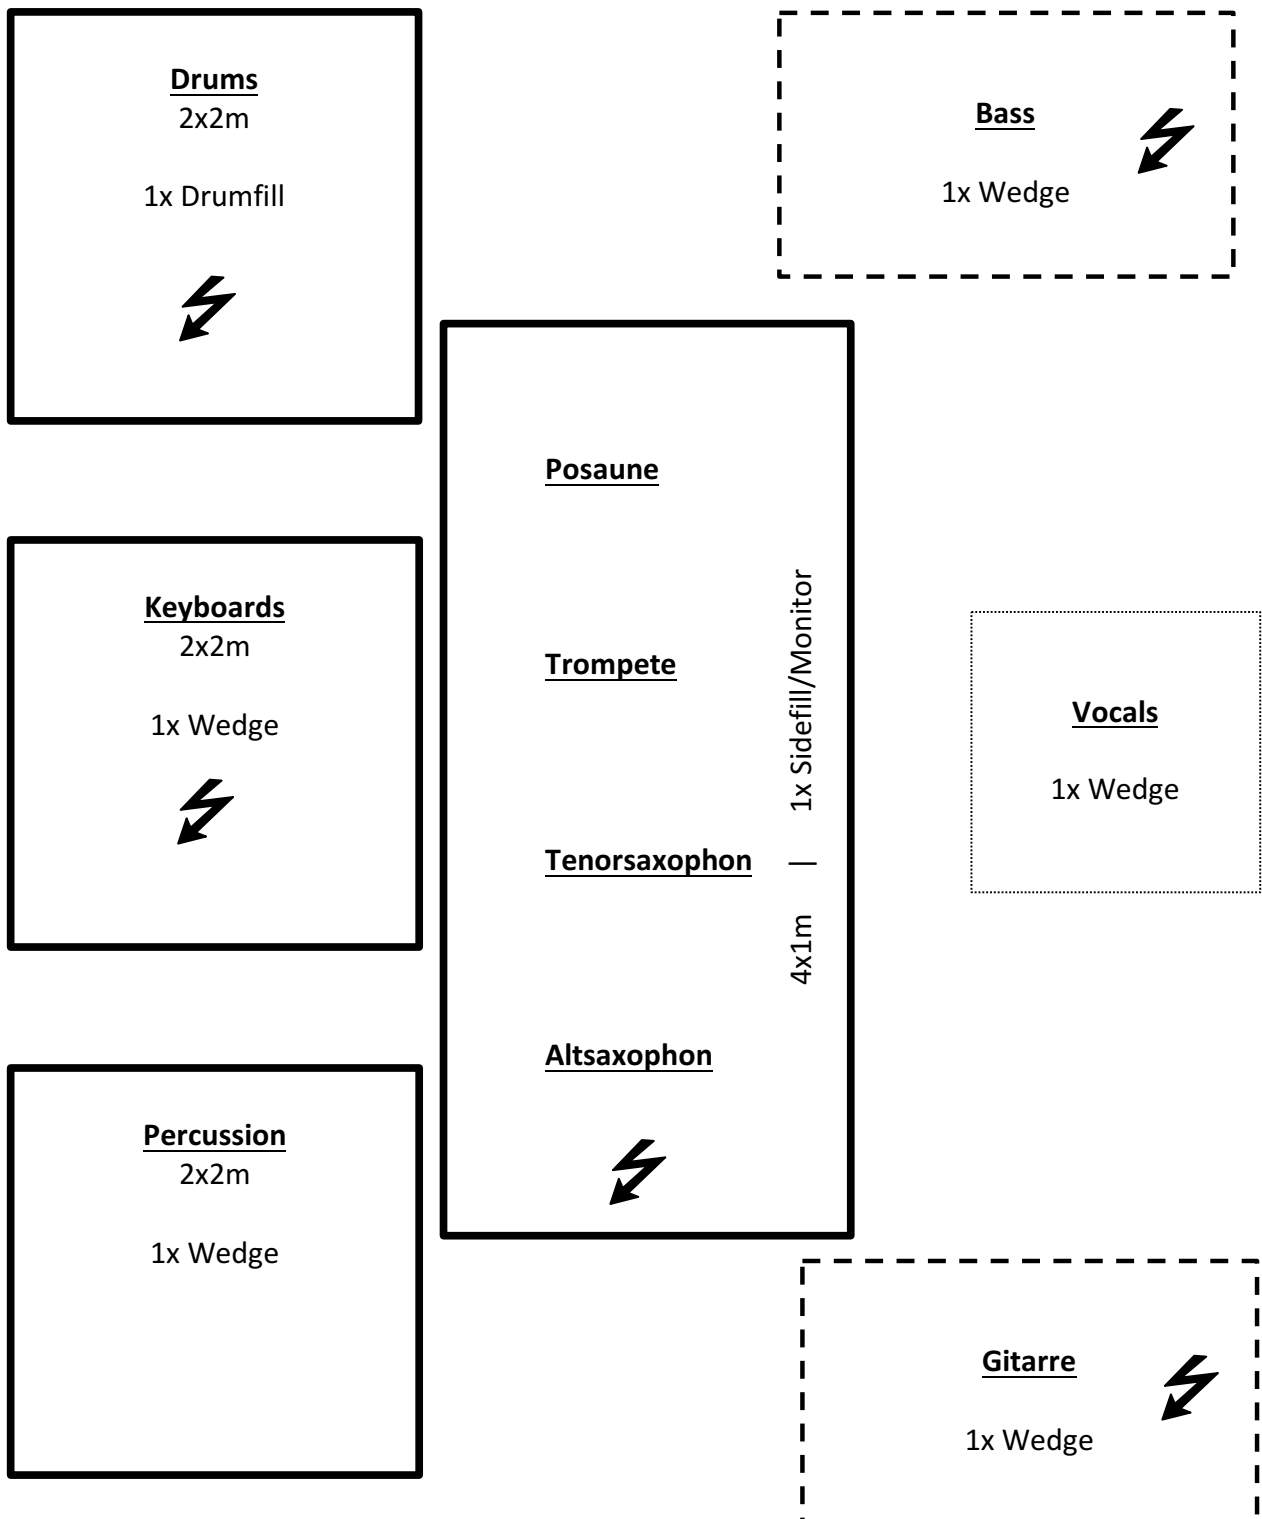 Drums
2x2m
1x Drumfill
Bass
1x Wedge
Posaune
Trompete
Tenorsaxophon
Altsaxophon
4x1m | 1x Sidefill/Monitor
Keyboards
2x2m
1x Wedge
Vocals
1x Wedge
Percussion
2x2m
1x Wedge
Gitarre
1x Wedge